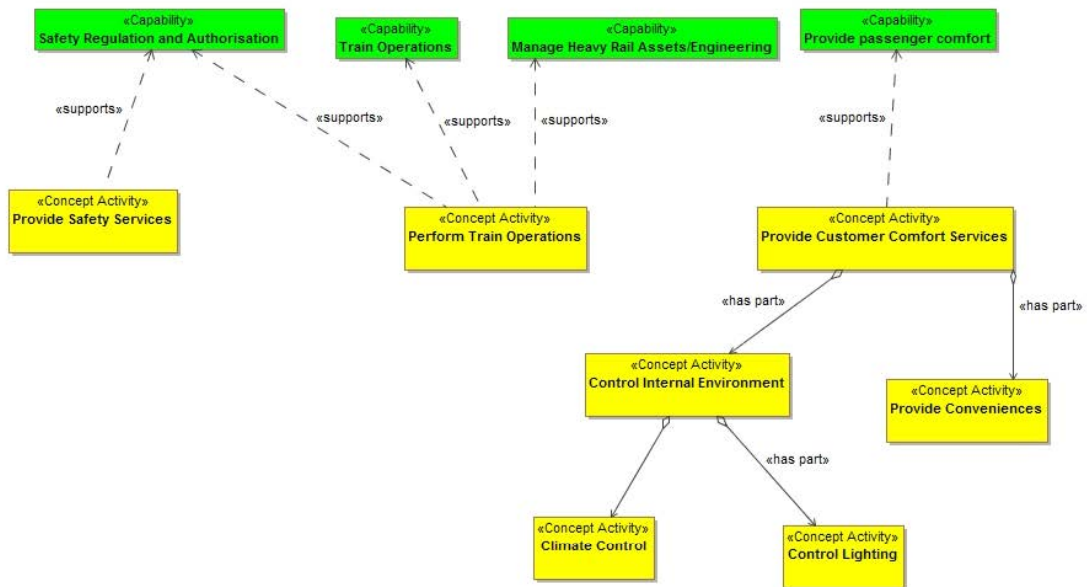 «Capability»
Safety Regulation and Authorisation
«Capability»
Train Operations
«Capability»
Manage Heavy Rail Assets/Engineering
«Capability»
Provide passenger comfort
«supports»
«supports»
«supports»
«supports»
«supports»
«Concept Activity»
Provide Safety Services
«Concept Activity»
Perform Train Operations
«Concept Activity»
Provide Customer Comfort Services
«has part»
«has part»
«Concept Activity»
Control Internal Environment
«Concept Activity»
Provide Conveniences
«has part»
«Concept Activity»
Climate Control
«Concept Activity»
Control Lighting